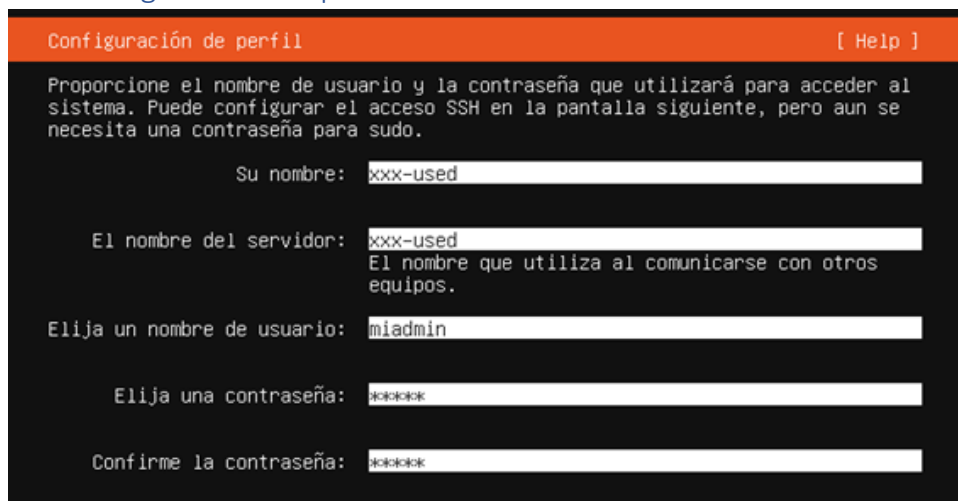 Configuración de perfil [ Help ]
Proporcione el nombre de usuario y la contraseña que utilizará para acceder al
sistema. Puede configurar el acceso SSH en la pantalla siguiente, pero aun se
necesita una contraseña para sudo.
Su nombre: xxx-used
El nombre del servidor: xxx-used
El nombre que utiliza al comunicarse con otros
equipos.
Elija un nombre de usuario: miadmin
Elija una contraseña: *****
Confirme la contraseña: *****